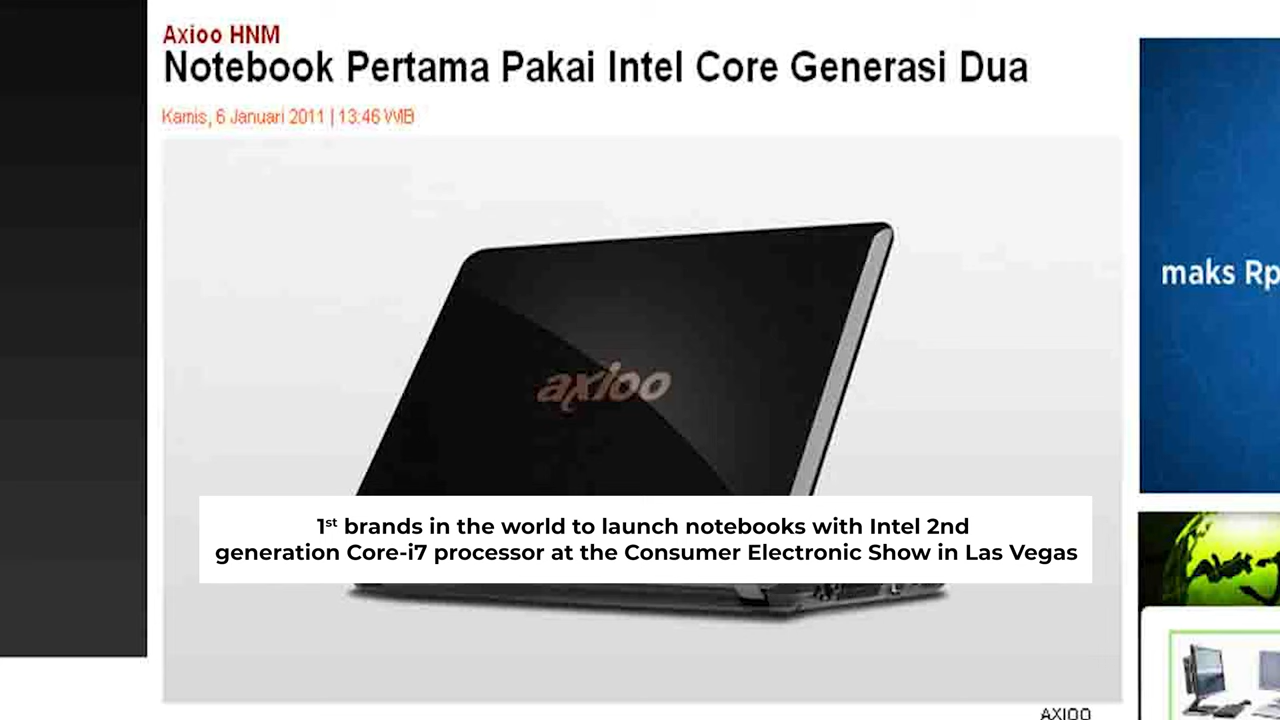 Axioo HNM
Notebook Pertama Pakai Intel Core Generasi Dua
Kamis, 6 Januari 2011 | 13:46 WIB
maks Rp
axioo
1st brands in the world to launch notebooks with Intel 2nd
generation Core-i7 processor at the Consumer Electronic Show in Las Vegas
AXIOO